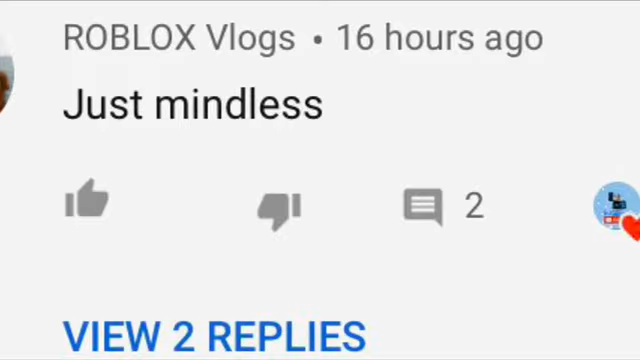 ROBLOX Vlogs • 16 hours ago
Just mindless
2
VIEW 2 REPLIES